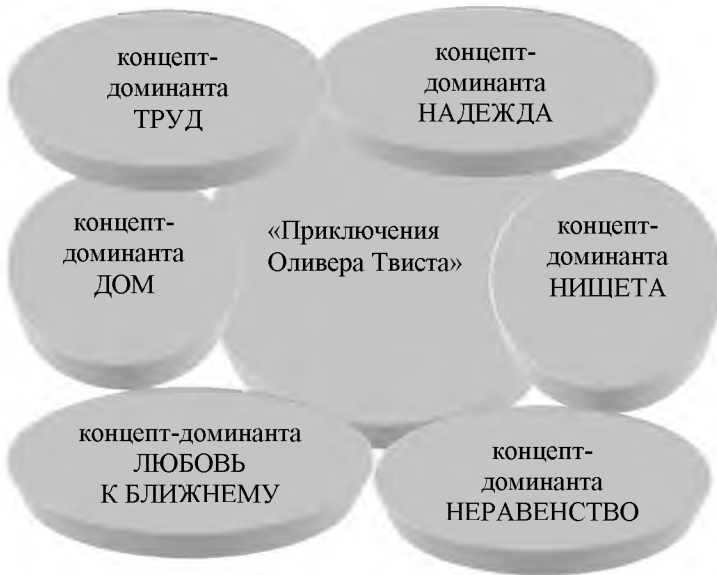 концепт-
доминанта
ТРУД
концепт-
доминанта
НАДЕЖДА
концепт-
доминанта
ДОМ
«Приключения
Оливера Твиста»
концепт-
доминанта
НИЩЕТА
концепт-доминанта
ЛЮБОВЬ
К БЛИЖНЕМУ
концепт-
доминанта
НЕРАВЕНСТВО